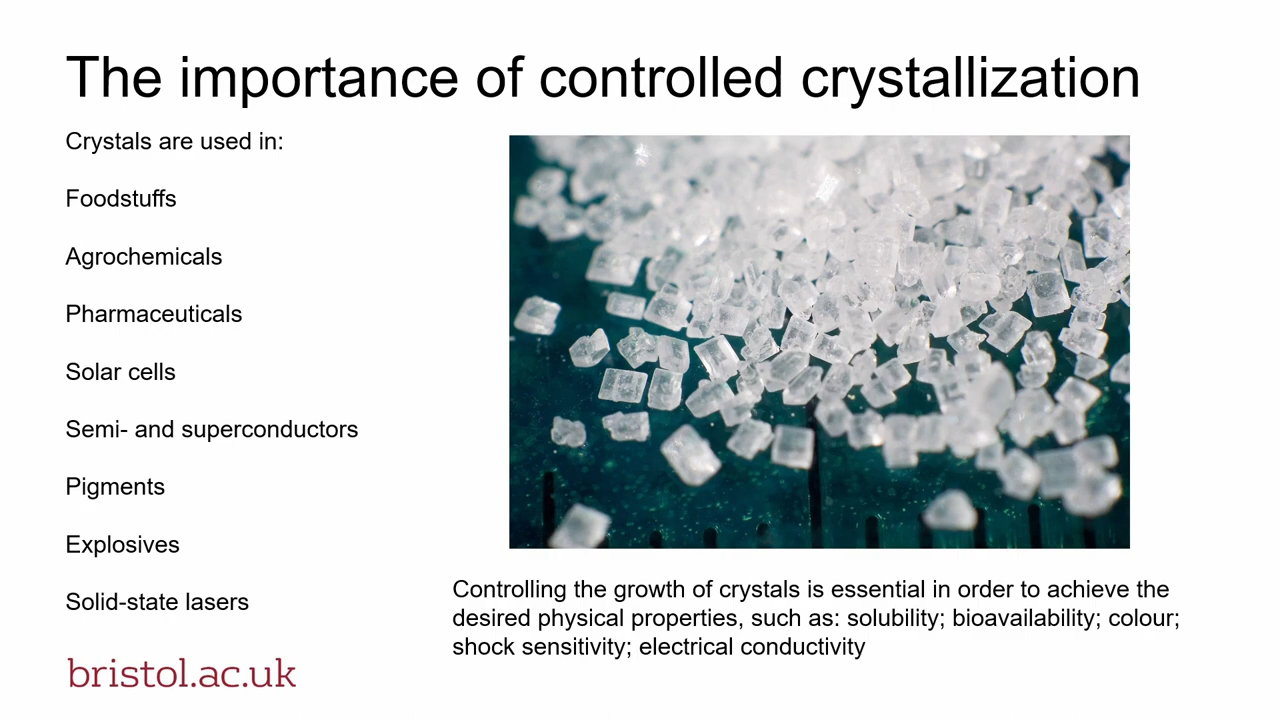 The importance of controlled crystallization
Crystals are used in:
Foodstuffs
Agrochemicals
Pharmaceuticals
Solar cells
Semi- and superconductors
Pigments
Explosives
Solid-state lasers
Controlling the growth of crystals is essential in order to achieve the
desired physical properties, such as: solubility; bioavailability; colour;
shock sensitivity; electrical conductivity
bristol.ac.uk